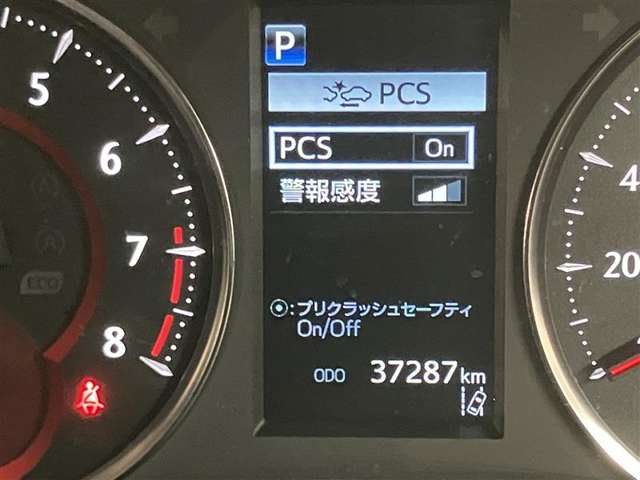 P
PCS
PCS On
警報感度
:プリクラッシュセーフティ
On/Off
ODO 37287km
5
6
7
8
ECO
4
20